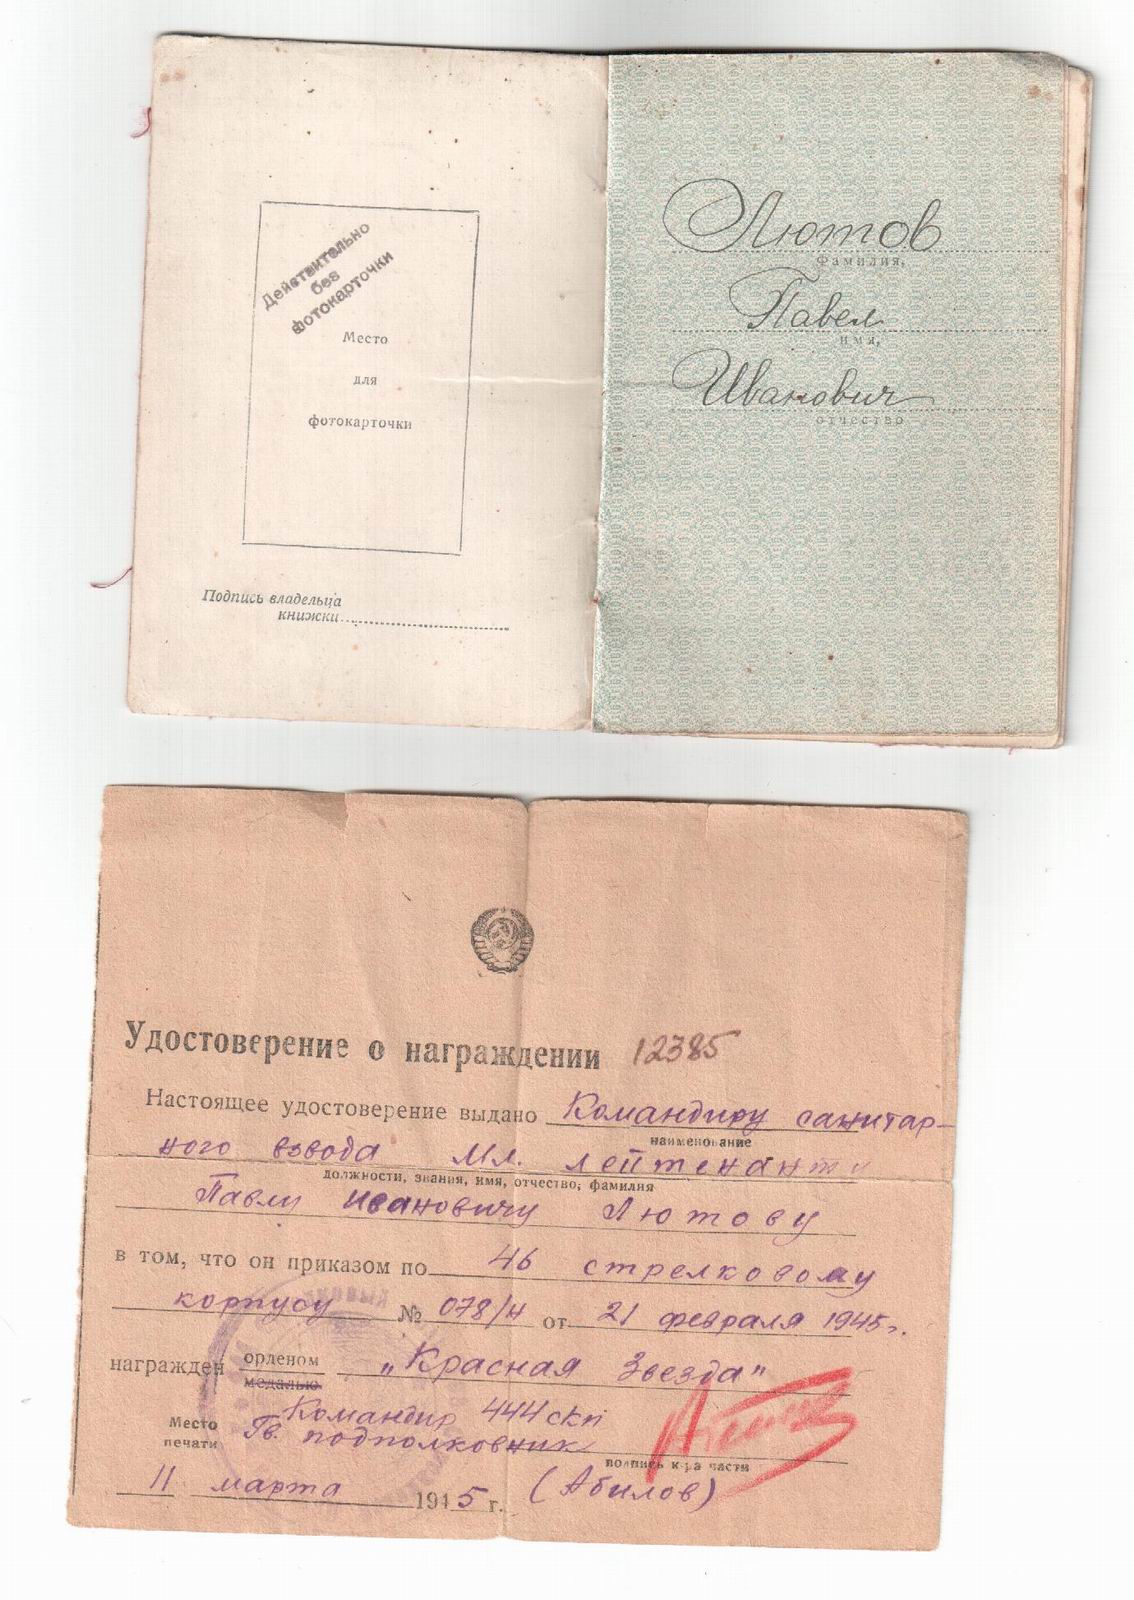 Действительно
без
фотокарточки
Место
для
фотокарточки
Подпись владельца
книжки
Лютов
фамилия,
Павел
имя,
Иванович
отчество
Удостоверение о награждении 12385
Настоящее удостоверение выдано Командиру санитар-
наименование
ного взвода Мл. лейтенанту
должности, звания, имя, отчество, фамилия
Павлу Ивановичу Лютову
в том, что он приказом по 46 стрелковому
корпусу № 078/н от 21 февраля 1945 г.
награжден орденом „Красная Звезда"
медалью
Место
печати
Командир 444 скп
Гв. подполковник
подпись к-ра части
11 марта 1945 г. (Абилов)